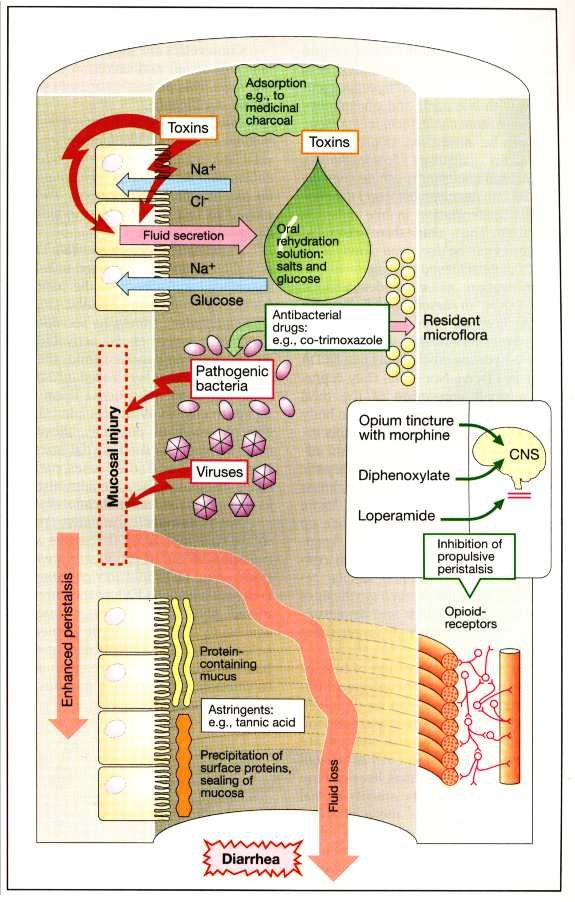 Adsorption
e.g., to
medicinal
charcoal
Toxins
Toxins
Na+
Cl-
Fluid secretion
Oral
rehydration
solution:
salts and
glucose
Na+
Glucose
Antibacterial
drugs:
e.g., co-trimoxazole
Resident
microflora
Pathogenic
bacteria
Mucosal injury
Viruses
Opium tincture
with morphine
CNS
Diphenoxylate
Loperamide
Inhibition of
propulsive
peristalsis
Opioid-
receptors
Enhanced peristalsis
Protein-
containing
mucus
Astringents:
e.g., tannic acid
Precipitation of
surface proteins,
sealing of
mucosa
Fluid loss
Diarrhea